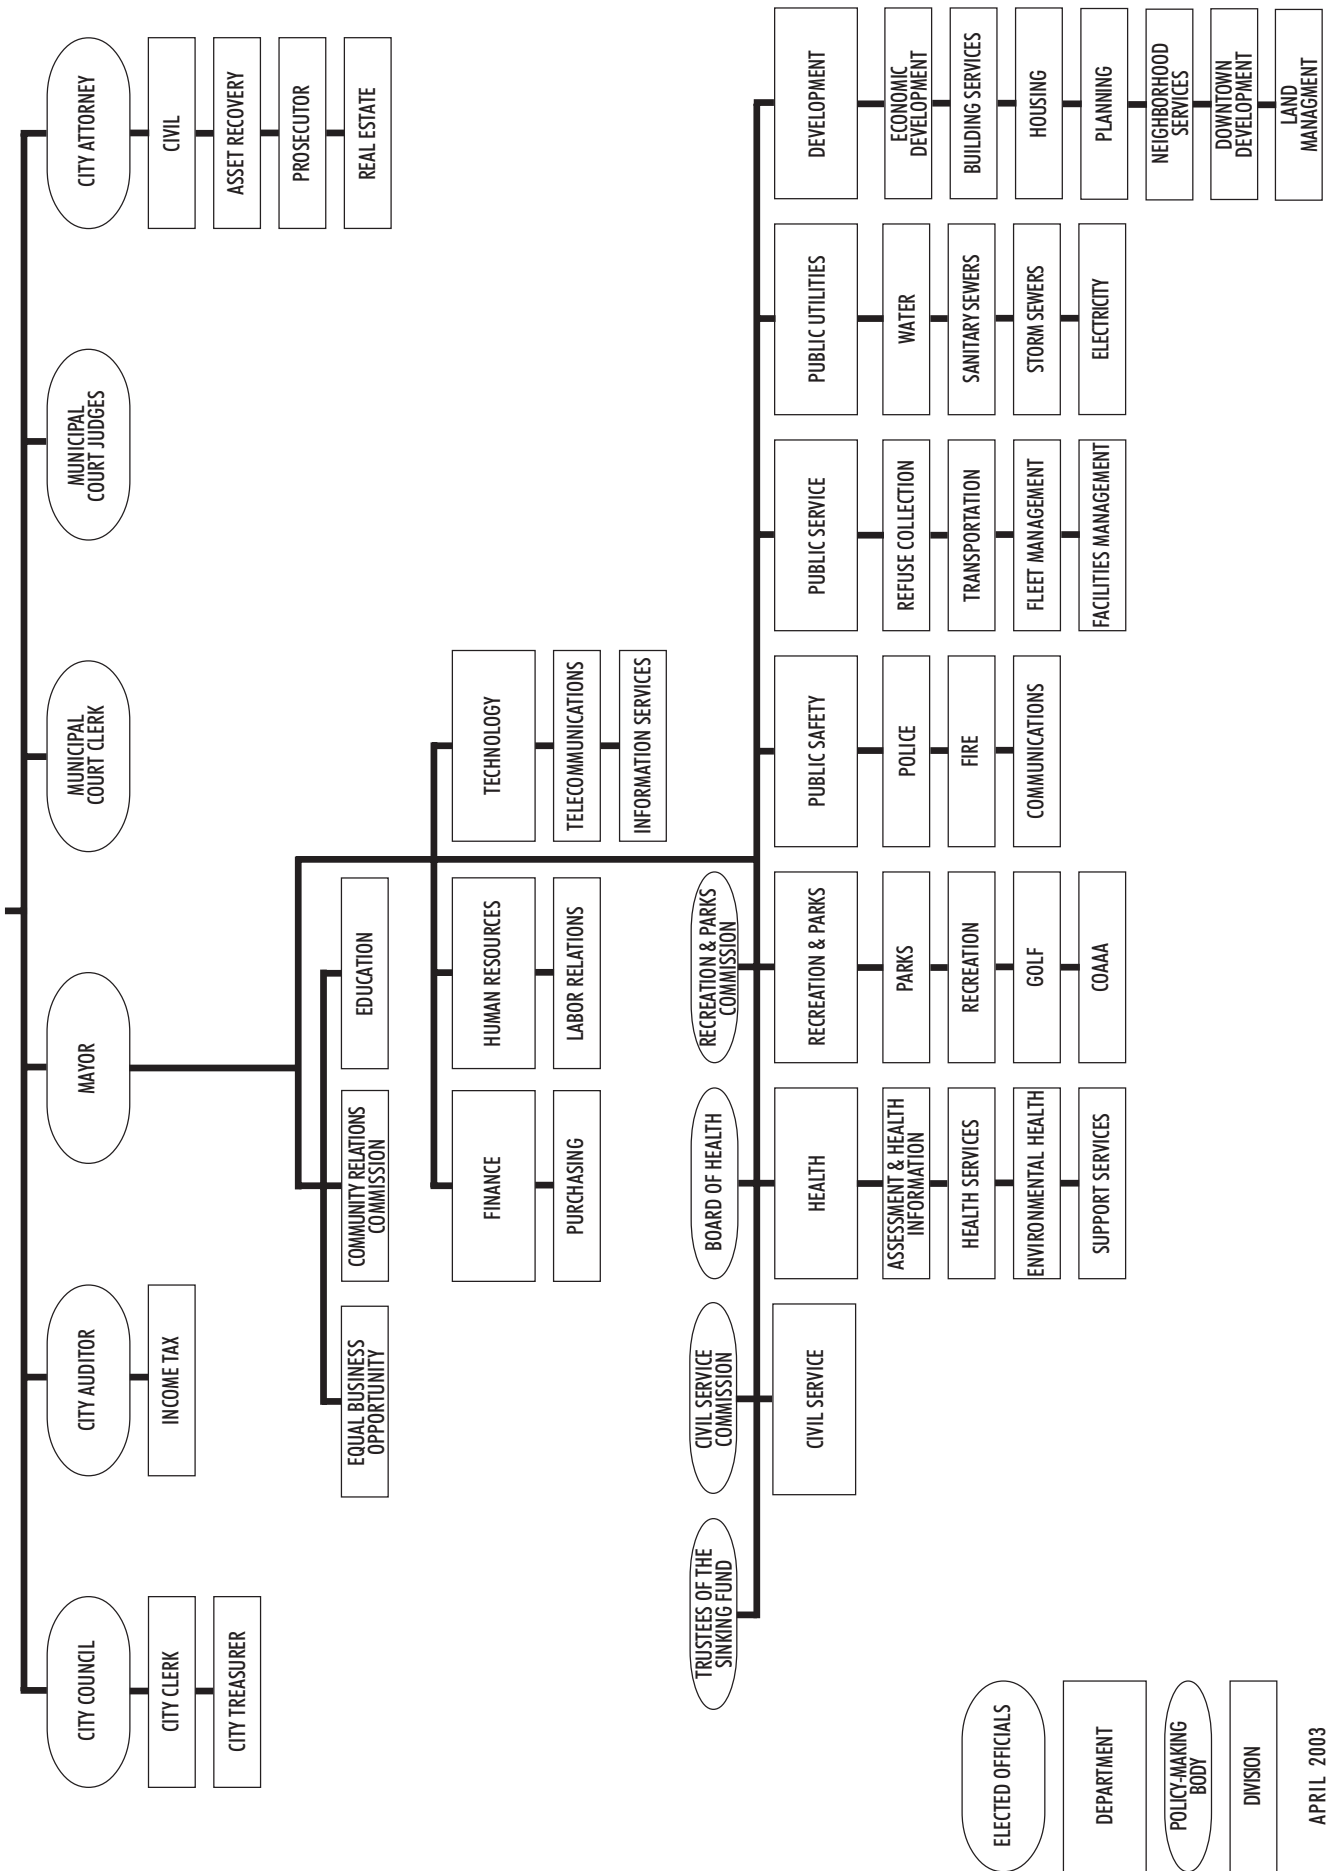 CITY COUNCIL
CITY CLERK
CITY TREASURER
CITY AUDITOR
INCOME TAX
MAYOR
MUNICIPAL
COURT CLERK
MUNICIPAL
COURT JUDGES
CITY ATTORNEY
CIVIL
ASSET RECOVERY
PROSECUTOR
REAL ESTATE
EQUAL BUSINESS
OPPORTUNITY
COMMUNITY RELATIONS
COMMISSION
EDUCATION
FINANCE
PURCHASING
HUMAN RESOURCES
LABOR RELATIONS
TECHNOLOGY
TELECOMMUNICATIONS
INFORMATION SERVICES
TRUSTEES OF THE
SINKING FUND
CIVIL SERVICE
COMMISSION
CIVIL SERVICE
BOARD OF HEALTH
HEALTH
ASSESSMENT & HEALTH
INFORMATION
HEALTH SERVICES
ENVIRONMENTAL HEALTH
SUPPORT SERVICES
RECREATION & PARKS
COMMISSION
RECREATION & PARKS
PARKS
RECREATION
GOLF
COAAA
PUBLIC SAFETY
POLICE
FIRE
COMMUNICATIONS
PUBLIC SERVICE
REFUSE COLLECTION
TRANSPORTATION
FLEET MANAGEMENT
FACILITIES MANAGEMENT
PUBLIC UTILITIES
WATER
SANITARY SEWERS
STORM SEWERS
ELECTRICITY
DEVELOPMENT
ECONOMIC
DEVELOPMENT
BUILDING SERVICES
HOUSING
PLANNING
NEIGHBORHOOD
SERVICES
DOWNTOWN
DEVELOPMENT
LAND
MANAGMENT
ELECTED OFFICIALS
DEPARTMENT
POLICY-MAKING
BODY
DIVISION
APRIL 2003